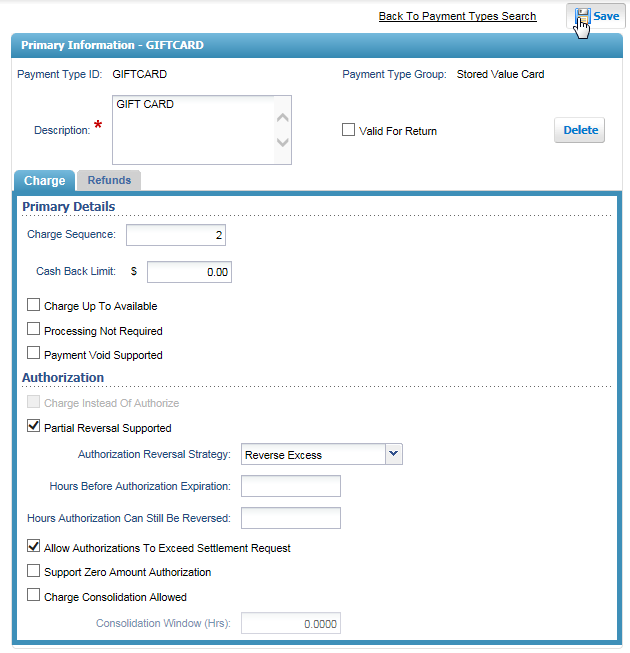 Back To Payment Types Search
Save
Primary Information - GIFTCARD
Payment Type ID: GIFTCARD
Payment Type Group: Stored Value Card
Description: * GIFT CARD
Valid For Return
Delete
Charge Refunds
Primary Details
Charge Sequence: 2
Cash Back Limit: $ 0.00
Charge Up To Available
Processing Not Required
Payment Void Supported
Authorization
Charge Instead Of Authorize
Partial Reversal Supported
Authorization Reversal Strategy: Reverse Excess
Hours Before Authorization Expiration:
Hours Authorization Can Still Be Reversed:
Allow Authorizations To Exceed Settlement Request
Support Zero Amount Authorization
Charge Consolidation Allowed
Consolidation Window (Hrs): 0.0000